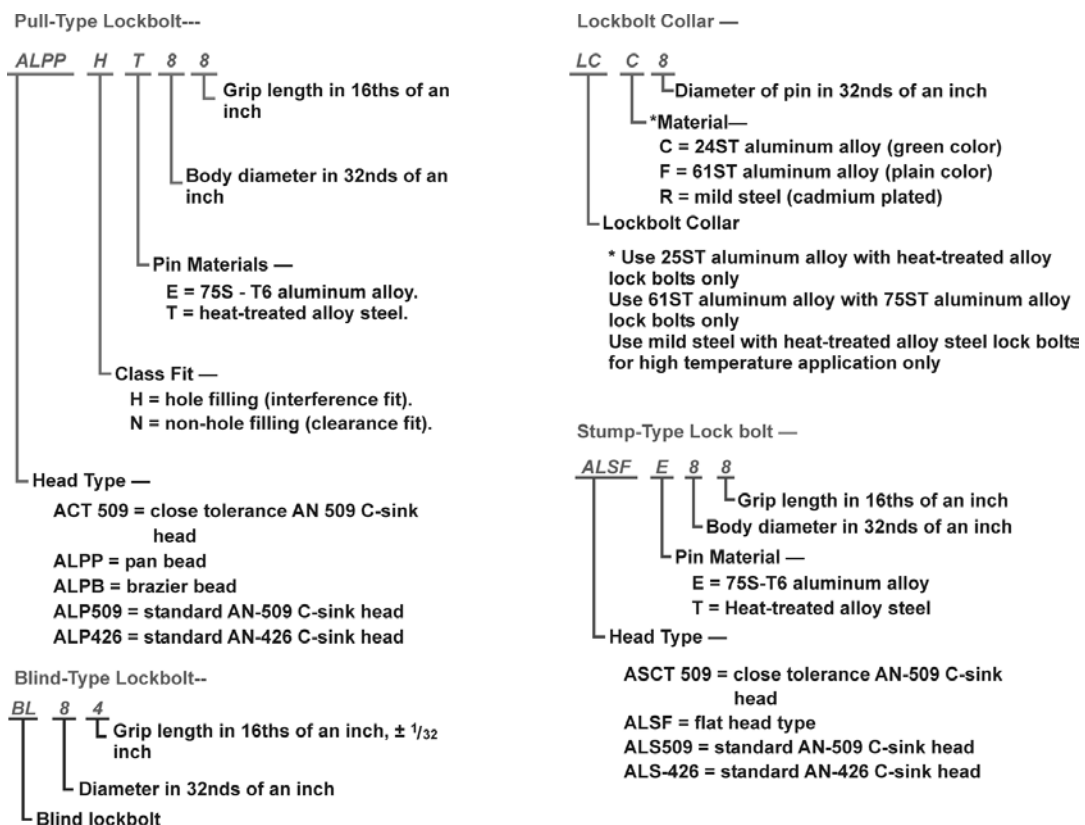 Pull-Type Lockbolt---
ALPP H T 8 8
Grip length in 16ths of an
inch
Body diameter in 32nds of an
inch
Pin Materials —
E = 75S - T6 aluminum alloy.
T = heat-treated alloy steel.
Class Fit —
H = hole filling (interference fit).
N = non-hole filling (clearance fit).
Head Type —
ACT 509 = close tolerance AN 509 C-sink
head
ALPP = pan bead
ALPB = brazier bead
ALP509 = standard AN-509 C-sink head
ALP426 = standard AN-426 C-sink head
Blind-Type Lockbolt--
BL 8 4
Grip length in 16ths of an inch, ± 1/32
inch
Diameter in 32nds of an inch
Blind lockbolt
Lockbolt Collar —
LC C 8
Diameter of pin in 32nds of an inch
*Material—
C = 24ST aluminum alloy (green color)
F = 61ST aluminum alloy (plain color)
R = mild steel (cadmium plated)
Lockbolt Collar
* Use 25ST aluminum alloy with heat-treated alloy
lock bolts only
Use 61ST aluminum alloy with 75ST aluminum alloy
lock bolts only
Use mild steel with heat-treated alloy steel lock bolts
for high temperature application only
Stump-Type Lock bolt —
ALSF E 8 8
Grip length in 16ths of an inch
Body diameter in 32nds of an inch
Pin Material —
E = 75S-T6 aluminum alloy
T = Heat-treated alloy steel
Head Type —
ASCT 509 = close tolerance AN-509 C-sink
head
ALSF = flat head type
ALS509 = standard AN-509 C-sink head
ALS-426 = standard AN-426 C-sink head